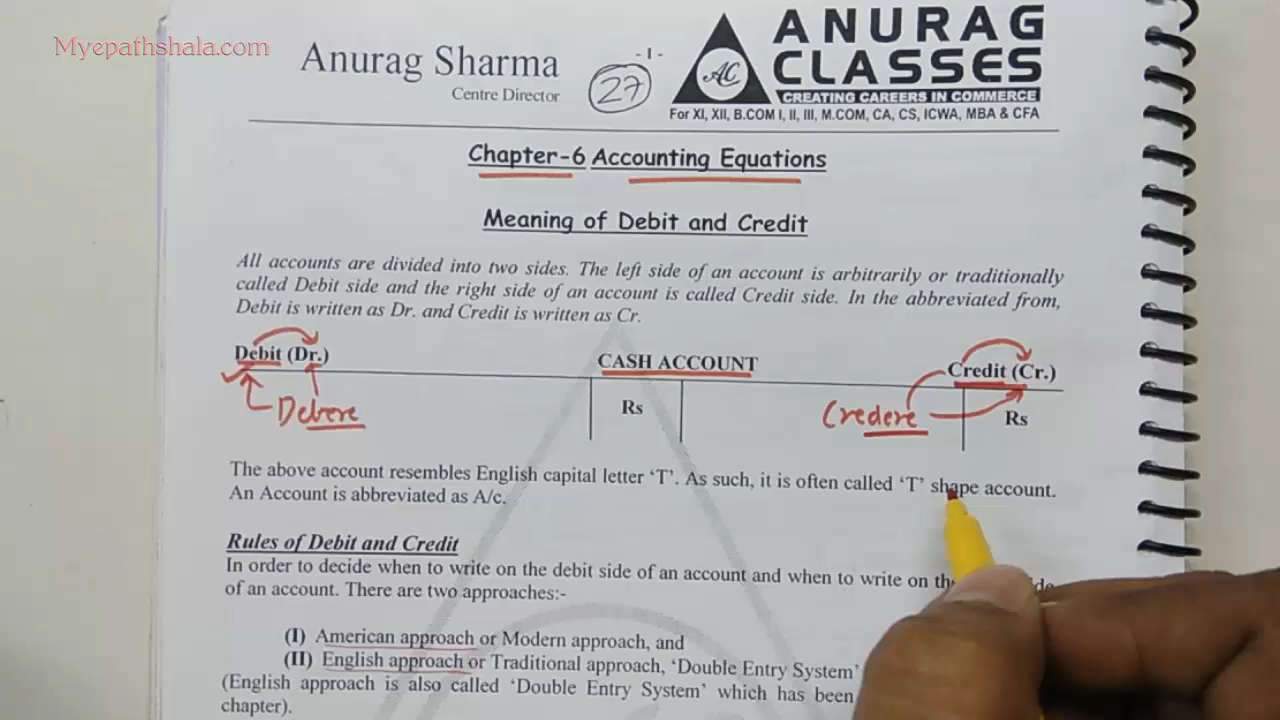 Myepathshala.com
Anurag Sharma
Centre Director
-1-
27
AC
ANURAG
CLASSES
CREATING CAREERS IN COMMERCE
For XI, XII, B.COM I, II, III, M.COM, CA, CS, ICWA, MBA & CFA
Chapter-6 Accounting Equations
Meaning of Debit and Credit
All accounts are divided into two sides. The left side of an account is arbitrarily or traditionally
called Debit side and the right side of an account is called Credit side. In the abbreviated from,
Debit is written as Dr. and Credit is written as Cr.
Debit (Dr.) CASH ACCOUNT Credit (Cr.)
Debere Rs Credere Rs
The above account resembles English capital letter ‘T’. As such, it is often called ‘T’ shape account.
An Account is abbreviated as A/c.
Rules of Debit and Credit
In order to decide when to write on the debit side of an account and when to write on
of an account. There are two approaches:-
(I) American approach or Modern approach, and
(II) English approach or Traditional approach, ‘Double Entry System’
(English approach is also called ‘Double Entry System’ which has been
chapter).